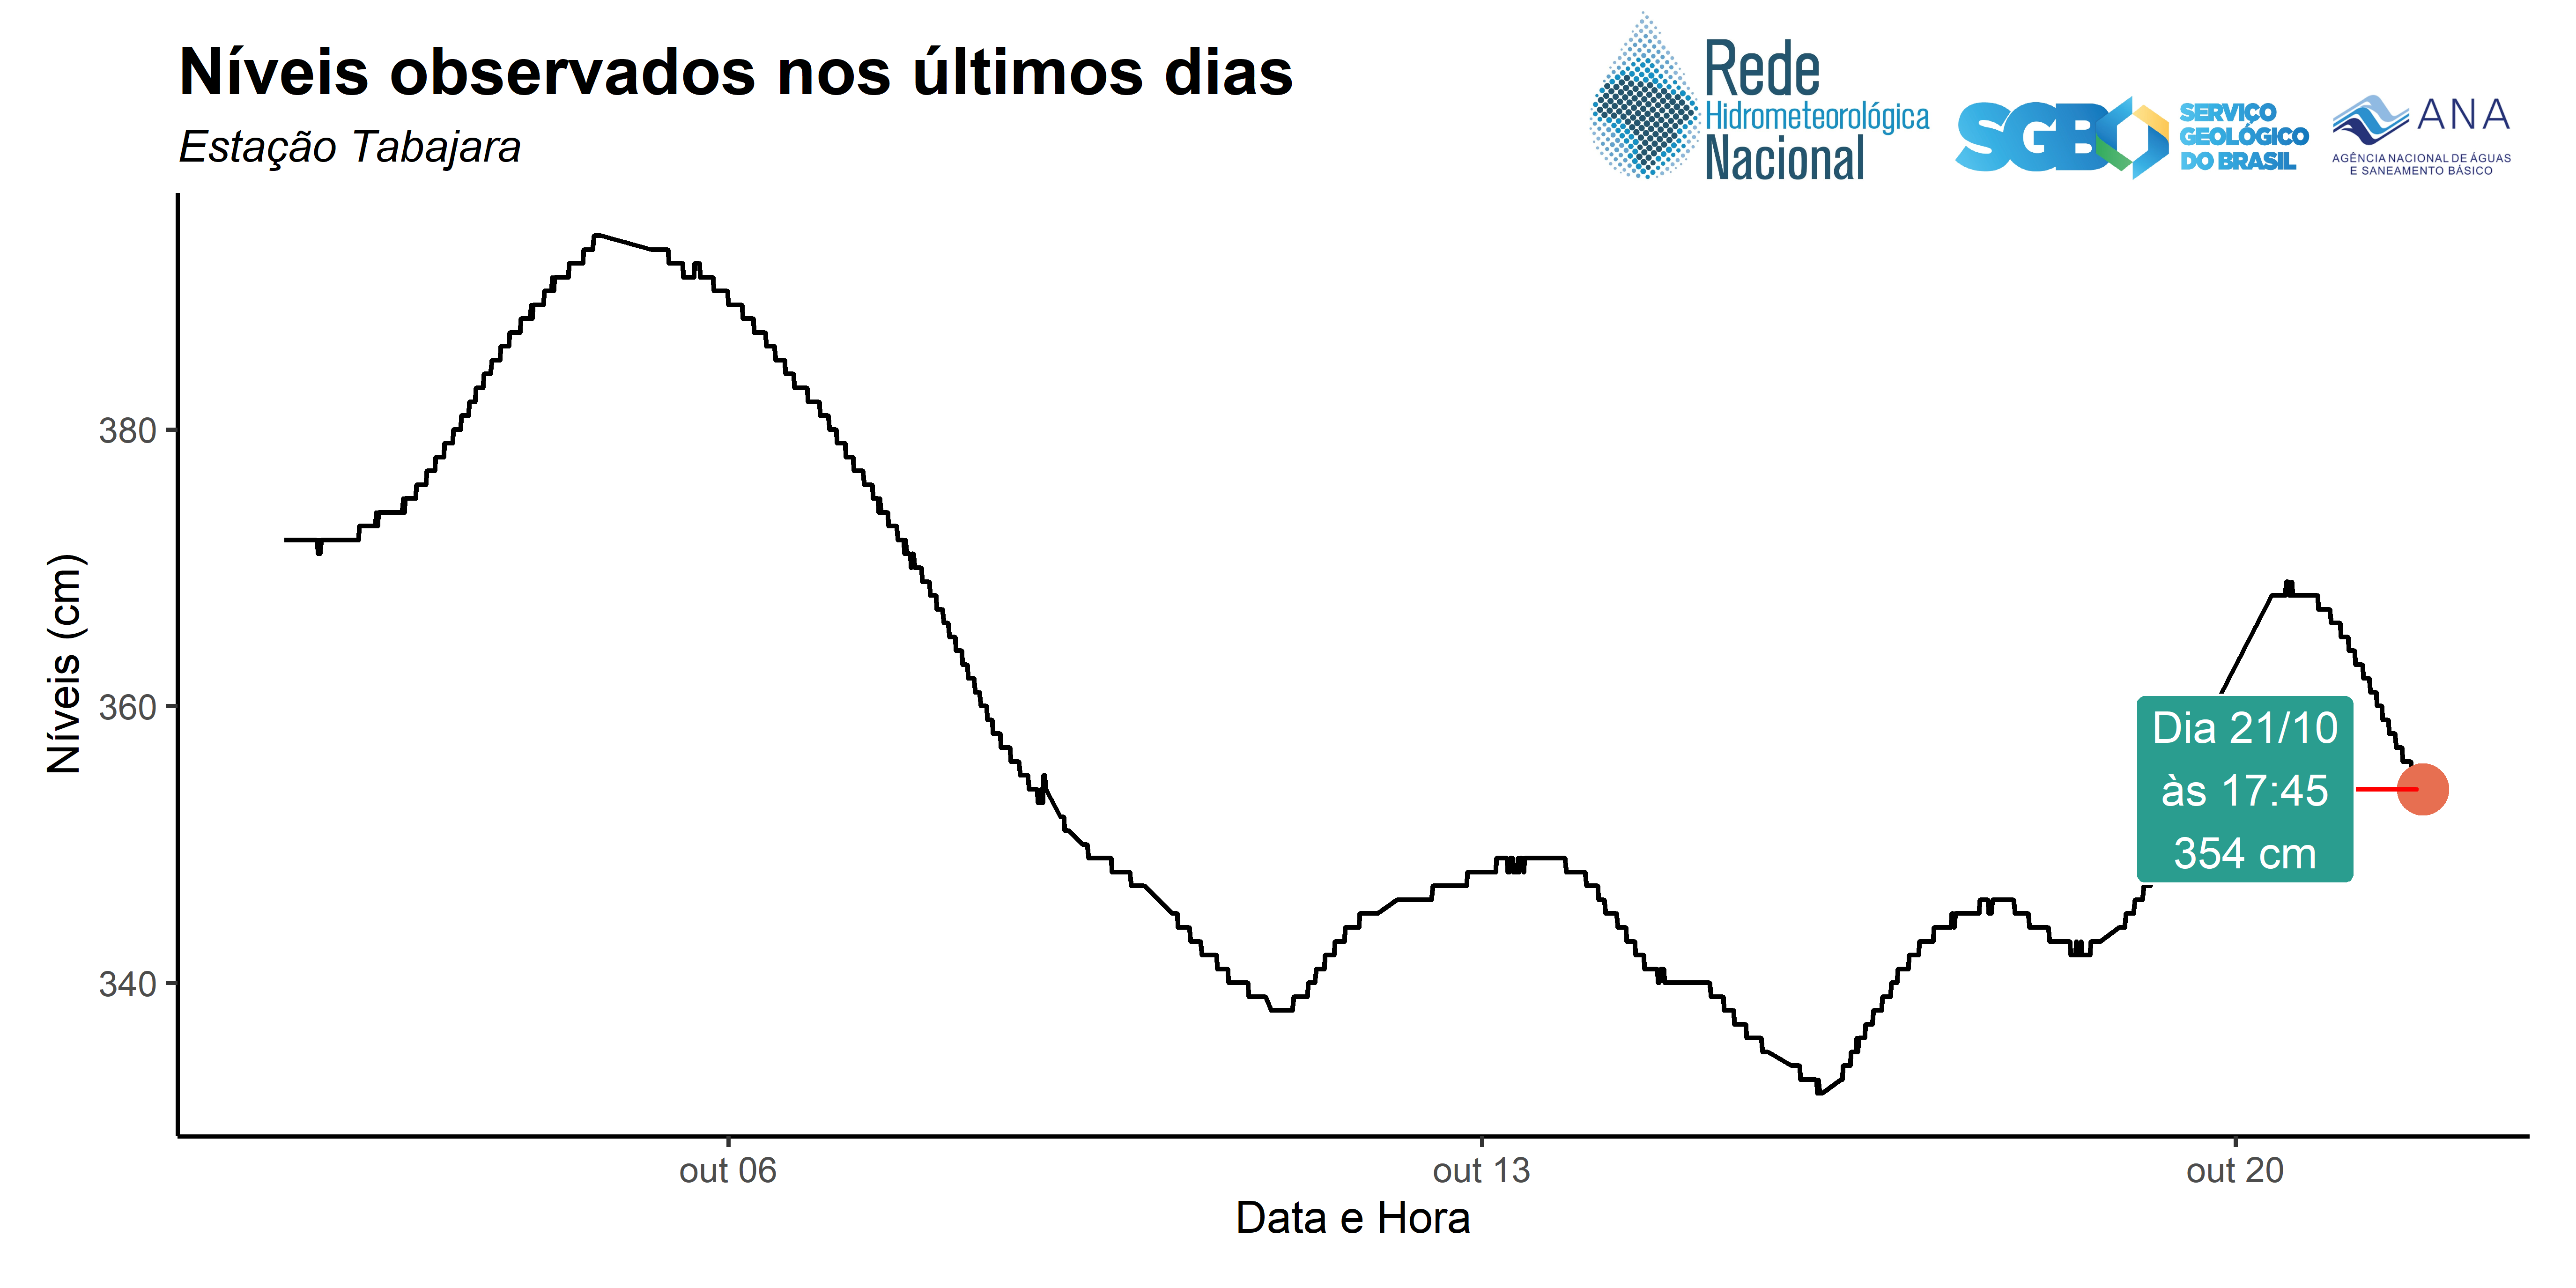 Níveis observados nos últimos dias
Estação Tabajara
Rede
Hidrometeorológica
Nacional
SGB
SERVIÇO
GEOLÓGICO
DO BRASIL
ANA
AGÊNCIA NACIONAL DE ÁGUAS
E SANEAMENTO BÁSICO
Níveis (cm)
380
360
340
Dia 21/10
às 17:45
354 cm
out 06
out 13
out 20
Data e Hora